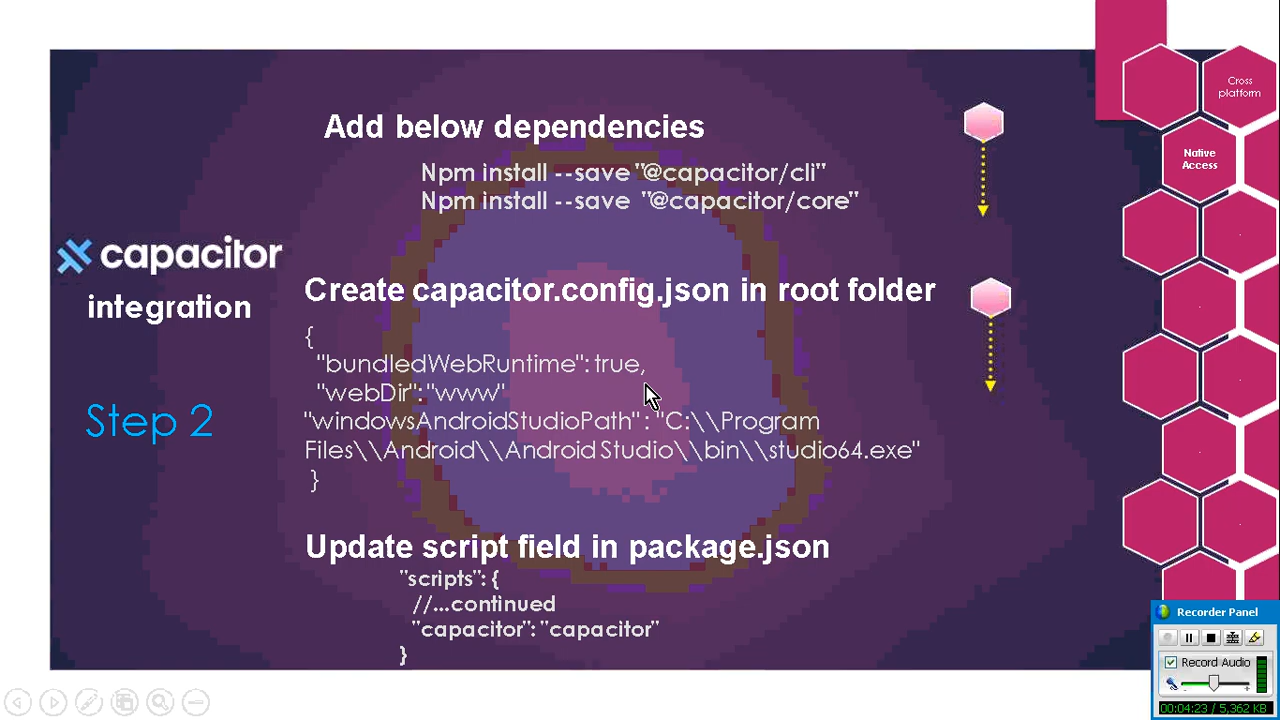 Add below dependencies
Npm install --save "@capacitor/cli"
Npm install --save "@capacitor/core"
capacitor
integration
Step 2
Create capacitor.config.json in root folder
{
"bundledWebRuntime": true,
"webDir": "www"
"windowsAndroidStudioPath" : "C:\\Program
Files\\Android\\Android Studio\\bin\\studio64.exe"
}
Update script field in package.json
"scripts": {
//...continued
"capacitor": "capacitor"
}
Cross
platform
Native
Access
Recorder Panel
Record Audio
00:04:23 / 5,362 KB